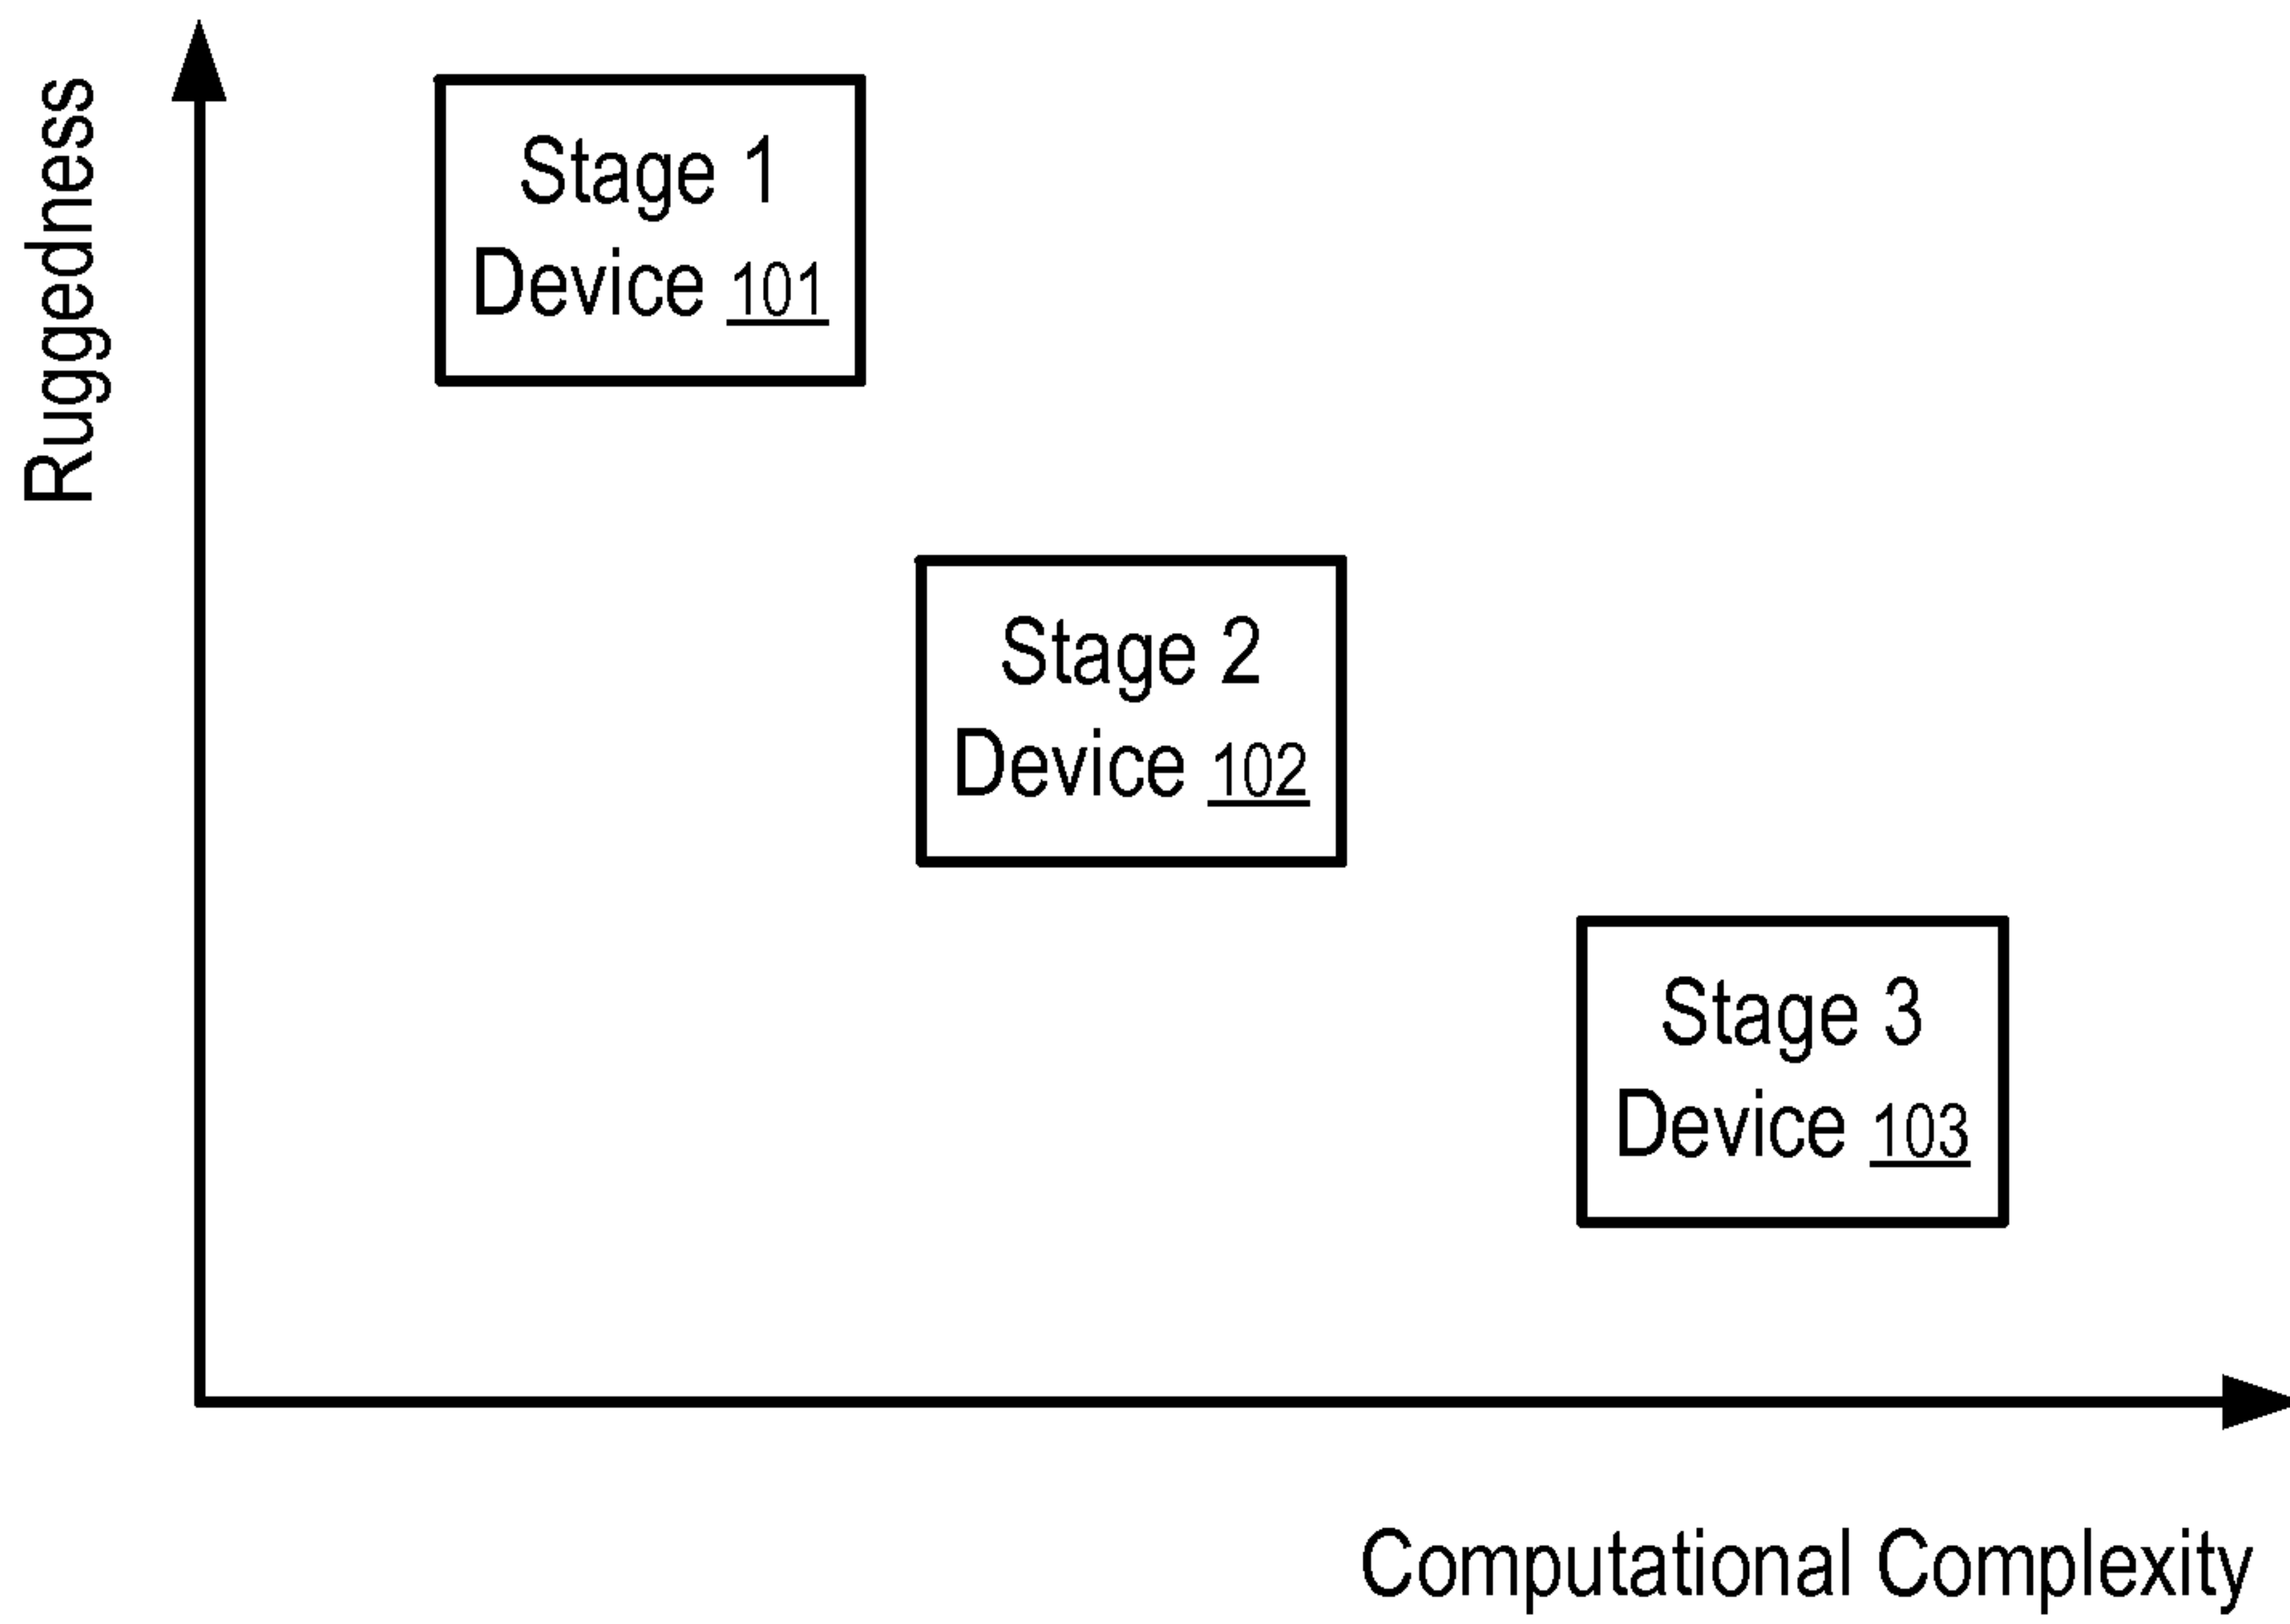 Ruggedness
Stage 1
Device 101
Stage 2
Device 102
Stage 3
Device 103
Computational Complexity